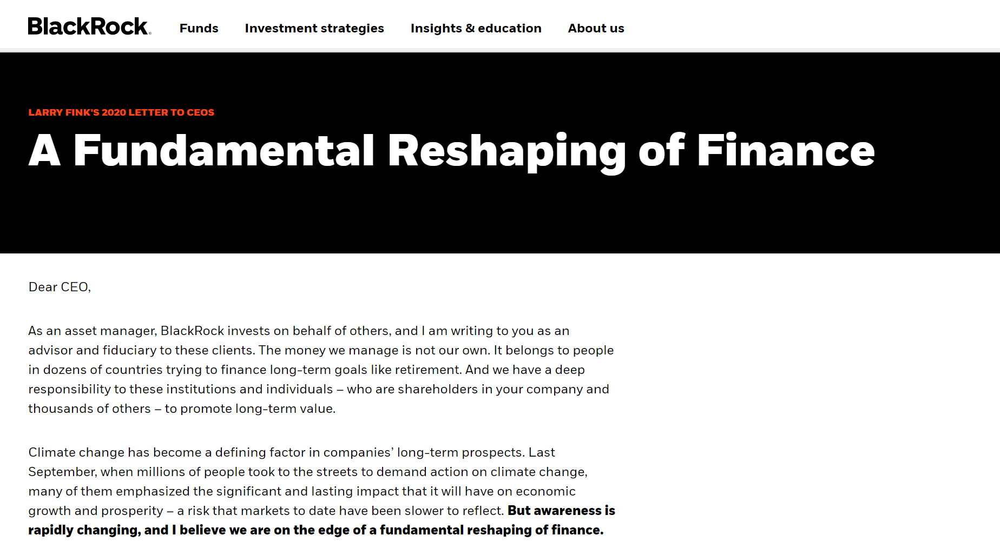 BlackRock®
Funds Investment strategies Insights & education About us
LARRY FINK'S 2020 LETTER TO CEOS
A Fundamental Reshaping of Finance
Dear CEO,
As an asset manager, BlackRock invests on behalf of others, and I am writing to you as an
advisor and fiduciary to these clients. The money we manage is not our own. It belongs to people
in dozens of countries trying to finance long-term goals like retirement. And we have a deep
responsibility to these institutions and individuals – who are shareholders in your company and
thousands of others – to promote long-term value.
Climate change has become a defining factor in companies’ long-term prospects. Last
September, when millions of people took to the streets to demand action on climate change,
many of them emphasized the significant and lasting impact that it will have on economic
growth and prosperity – a risk that markets to date have been slower to reflect. But awareness is
rapidly changing, and I believe we are on the edge of a fundamental reshaping of finance.